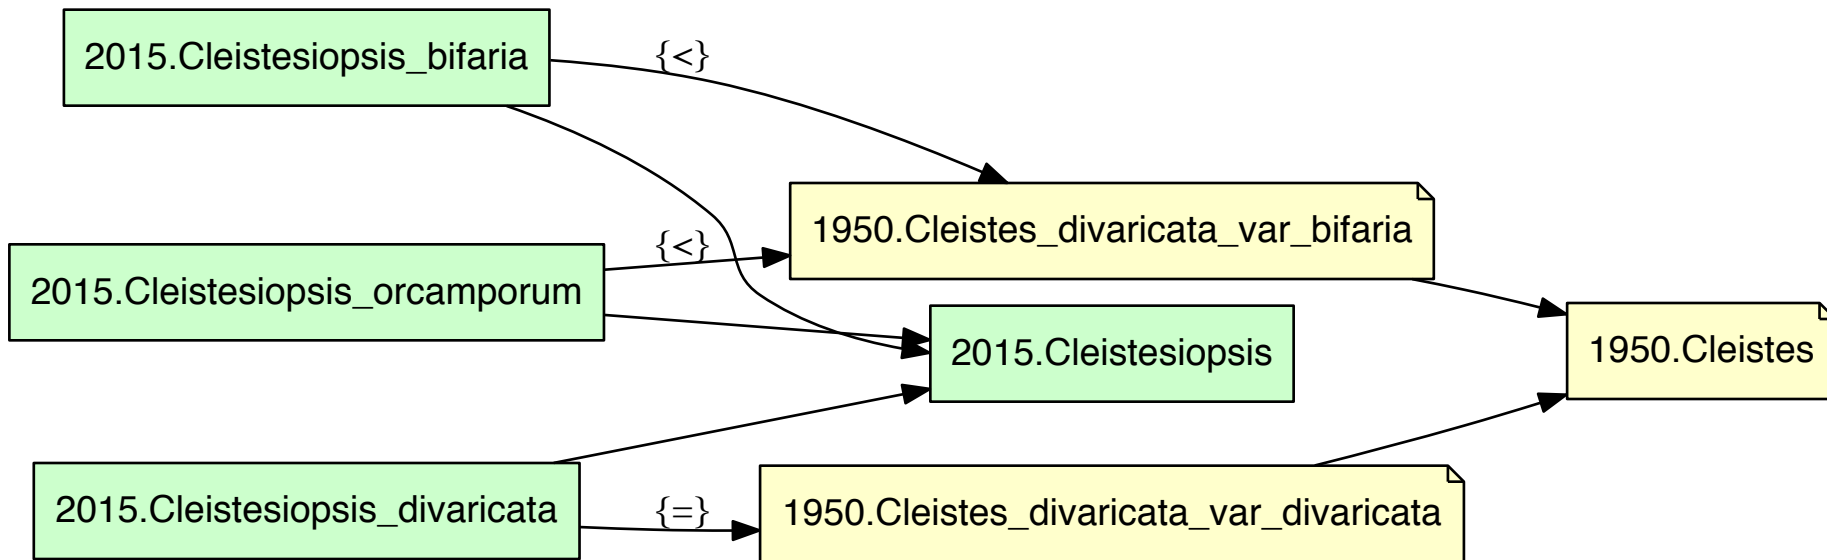 2015.Cleistesiopsis_bifaria
{<}
1950.Cleistes_divaricata_var_bifaria
{<}
2015.Cleistesiopsis_orcamporum
2015.Cleistesiopsis
1950.Cleistes
2015.Cleistesiopsis_divaricata
{=}
1950.Cleistes_divaricata_var_divaricata